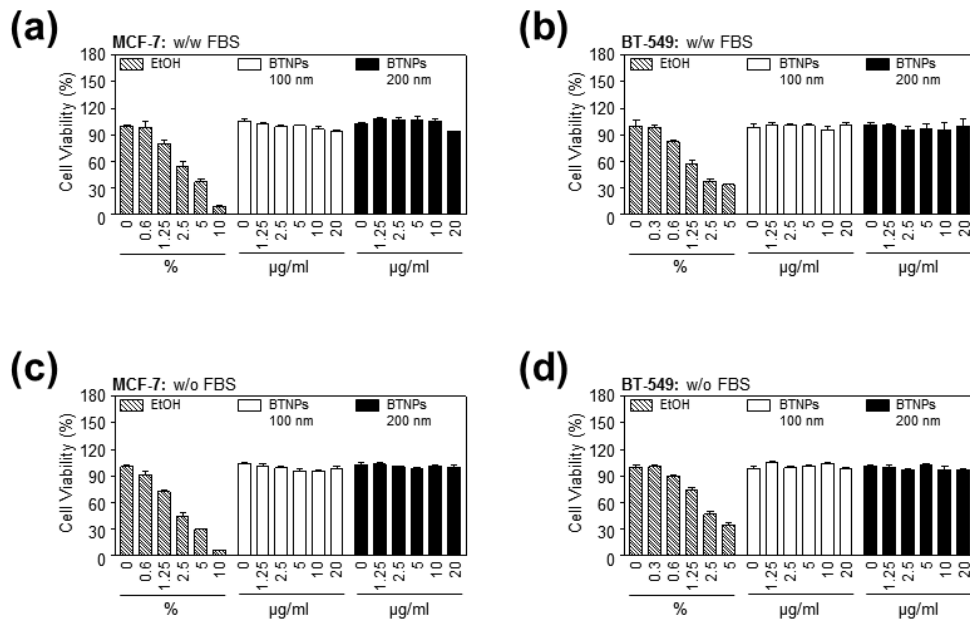 (a)
MCF-7: w/w FBS
EtOH
BTNPs
100 nm
BTNPs
200 nm
Cell Viability (%)
180
150
120
90
60
30
0
0 0.6 1.25 2.5 5 10
0 1.25 2.5 5 10 20
0 1.25 2.5 5 10 20
% µg/ml µg/ml
(b)
BT-549: w/w FBS
EtOH
BTNPs
100 nm
BTNPs
200 nm
Cell Viability (%)
180
150
120
90
60
30
0
0 0.3 0.6 1.25 2.5 5
0 1.25 2.5 5 10 20
0 1.25 2.5 5 10 20
% µg/ml µg/ml
(c)
MCF-7: w/o FBS
EtOH
BTNPs
100 nm
BTNPs
200 nm
Cell Viability (%)
180
150
120
90
60
30
0
0 0.6 1.25 2.5 5 10
0 1.25 2.5 5 10 20
0 1.25 2.5 5 10 20
% µg/ml µg/ml
(d)
BT-549: w/o FBS
EtOH
BTNPs
100 nm
BTNPs
200 nm
Cell Viability (%)
180
150
120
90
60
30
0
0 0.3 0.6 1.25 2.5 5
0 1.25 2.5 5 10 20
0 1.25 2.5 5 10 20
% µg/ml µg/ml